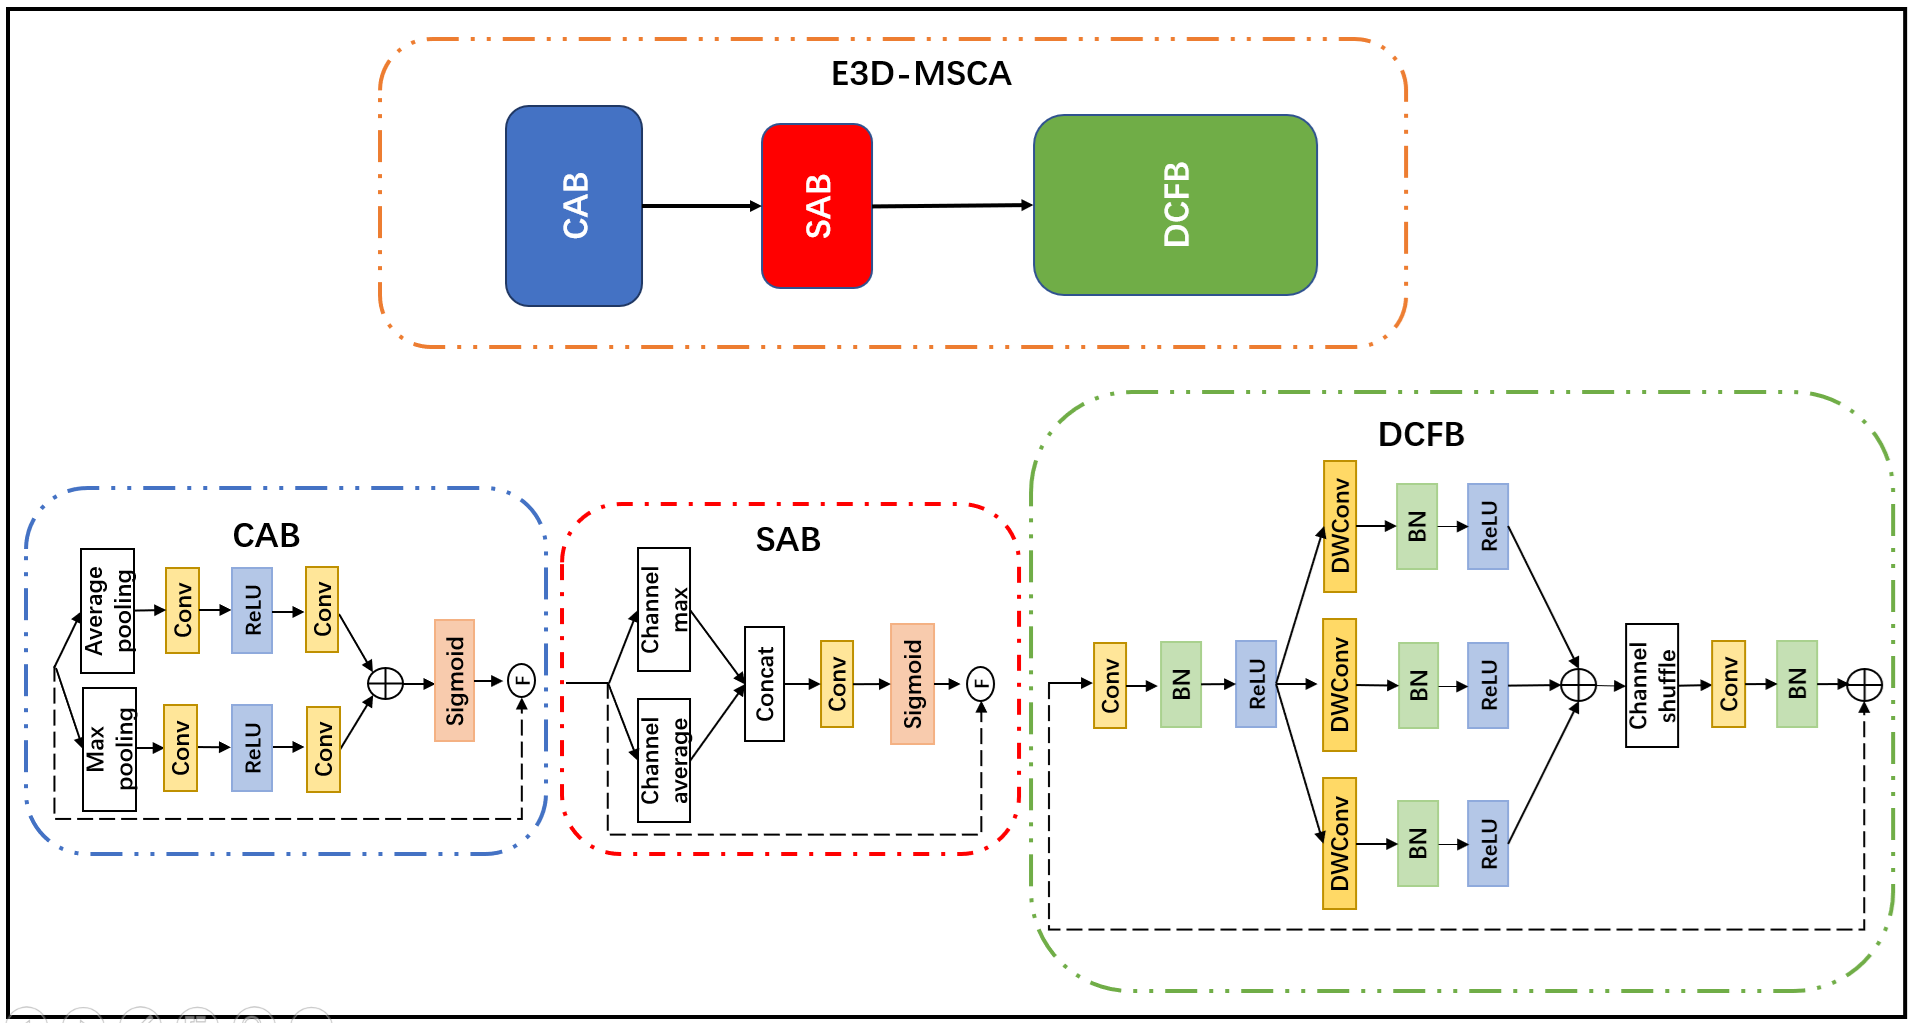 E3D-MSCA
CAB
SAB
DCFB
CAB
Average
pooling
Conv
ReLU
Conv
Max
pooling
Conv
ReLU
Conv
Sigmoid
F
SAB
Channel
max
Channel
average
Concat
Conv
Sigmoid
F
DCFB
Conv
BN
ReLU
DWConv
BN
ReLU
DWConv
BN
ReLU
DWConv
BN
ReLU
Channel
shuffle
Conv
BN